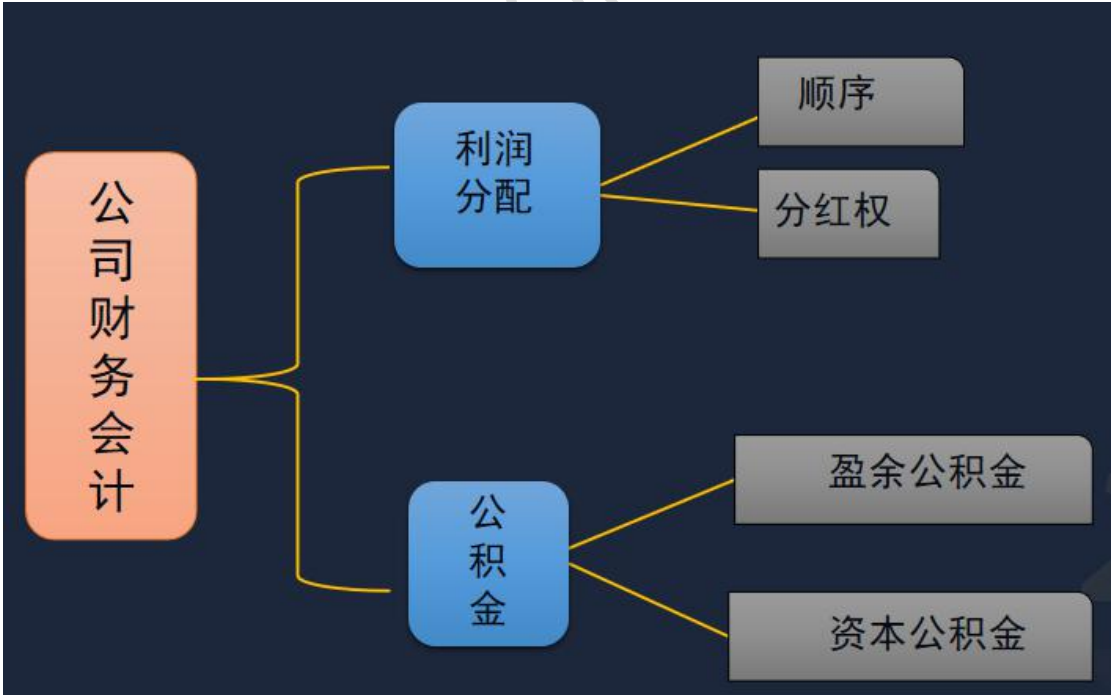 公司财务会计
利润
分配
顺序
分红权
公积金
盈余公积金
资本公积金